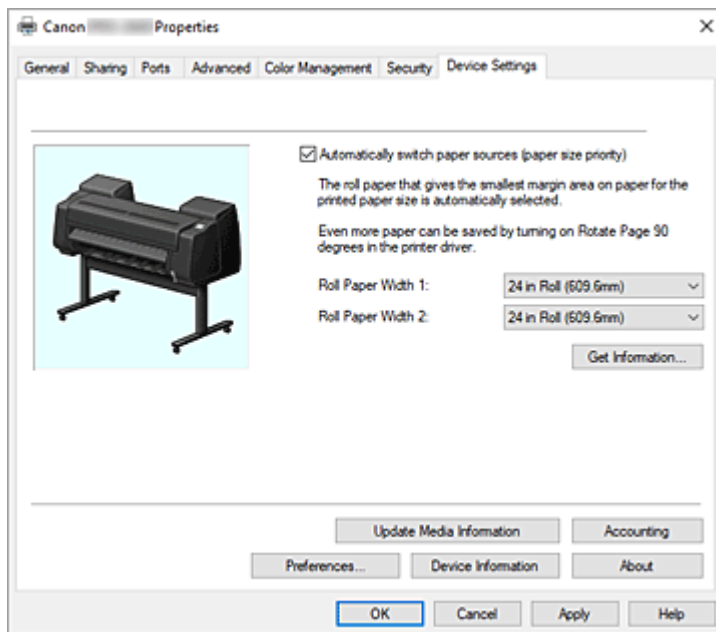 Canon Properties
General Sharing Ports Advanced Color Management Security Device Settings
Automatically switch paper sources (paper size priority)
The roll paper that gives the smallest margin area on paper for the
printed paper size is automatically selected.
Even more paper can be saved by turning on Rotate Page 90
degrees in the printer driver.
Roll Paper Width 1: 24 in Roll (609.6mm)
Roll Paper Width 2: 24 in Roll (609.6mm)
Get Information...
Update Media Information Accounting
Preferences... Device Information About
OK Cancel Apply Help